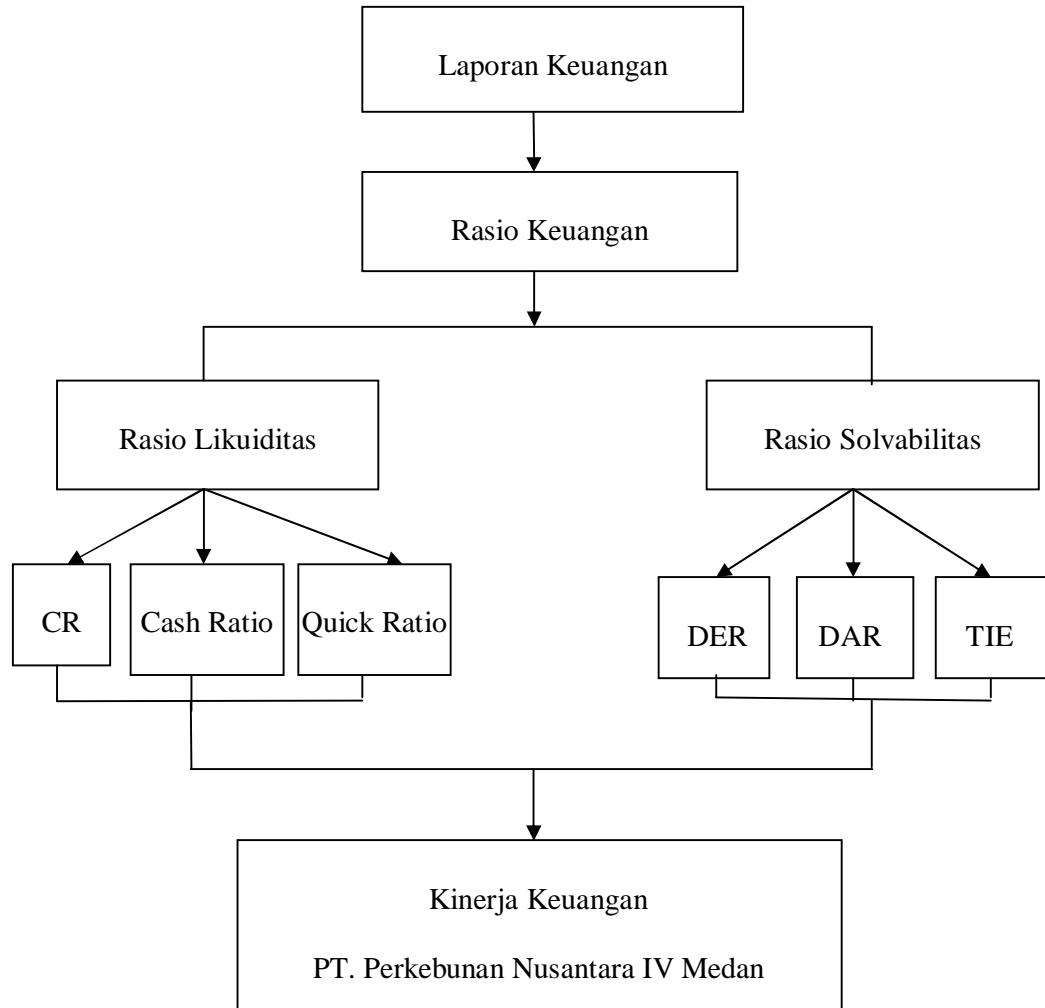 Laporan Keuangan
Rasio Keuangan
Rasio Likuiditas
Rasio Solvabilitas
CR
Cash Ratio
Quick Ratio
DER
DAR
TIE
Kinerja Keuangan
PT. Perkebunan Nusantara IV Medan